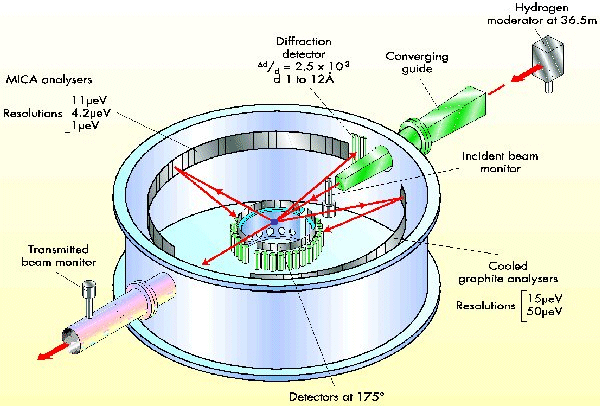 Hydrogen
moderator at 36.5m
Diffraction
detector
Δd/d = 2.5 x 10³
d 1 to 12Å
Converging
guide
MICA analysers
Resolutions
11µeV
4.2µeV
_1µeV
Incident beam
monitor
Transmitted
beam monitor
Cooled
graphite analysers
Resolutions
15µeV
50µeV
Detectors at 175°